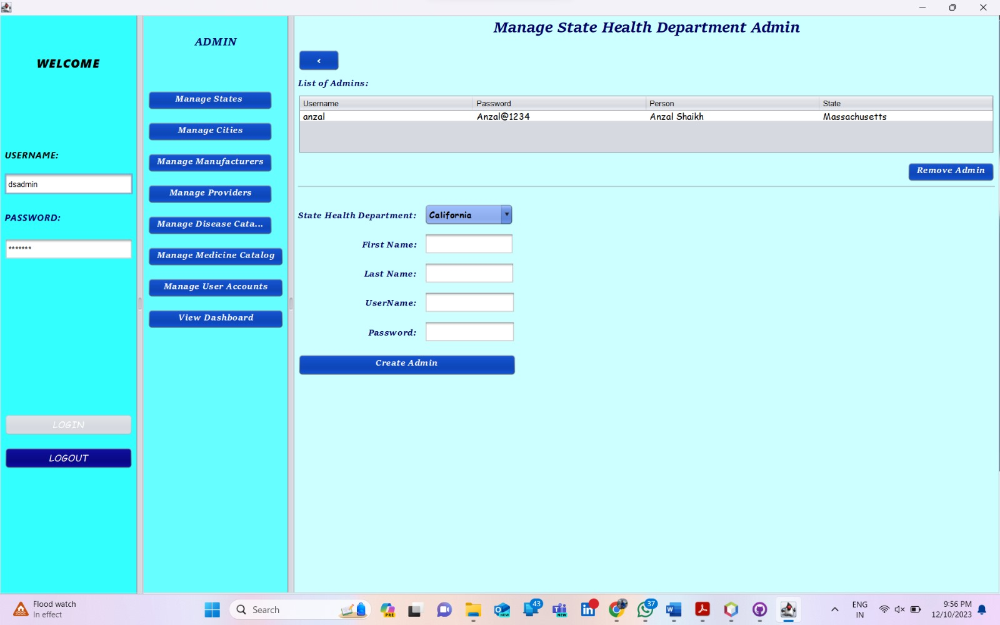 WELCOME
USERNAME:
dsadmin
PASSWORD:
*******
LOGIN
LOGOUT
ADMIN
Manage States
Manage Cities
Manage Manufacturers
Manage Providers
Manage Disease Cata...
Manage Medicine Catalog
Manage User Accounts
View Dashboard
Manage State Health Department Admin
<
List of Admins:
Username Password Person State
anzal Anzal@1234 Anzal Shaikh Massachusetts
Remove Admin
State Health Department: California
First Name:
Last Name:
UserName:
Password:
Create Admin
Flood watch
In effect
Search
PRE
NEW
43
NEW
37
ENG
IN
9:56 PM
12/10/2023